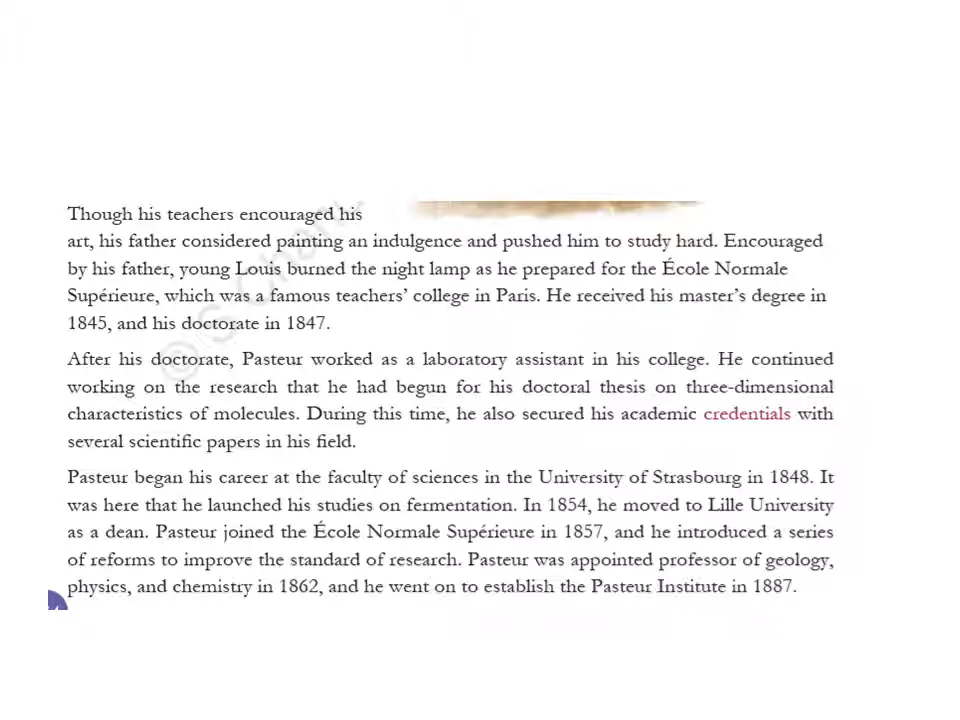 Though his teachers encouraged his
art, his father considered painting an indulgence and pushed him to study hard. Encouraged
by his father, young Louis burned the night lamp as he prepared for the École Normale
Supérieure, which was a famous teachers' college in Paris. He received his master's degree in
1845, and his doctorate in 1847.
After his doctorate, Pasteur worked as a laboratory assistant in his college. He continued
working on the research that he had begun for his doctoral thesis on three-dimensional
characteristics of molecules. During this time, he also secured his academic credentials with
several scientific papers in his field.
Pasteur began his career at the faculty of sciences in the University of Strasbourg in 1848. It
was here that he launched his studies on fermentation. In 1854, he moved to Lille University
as a dean. Pasteur joined the École Normale Supérieure in 1857, and he introduced a series
of reforms to improve the standard of research. Pasteur was appointed professor of geology,
physics, and chemistry in 1862, and he went on to establish the Pasteur Institute in 1887.